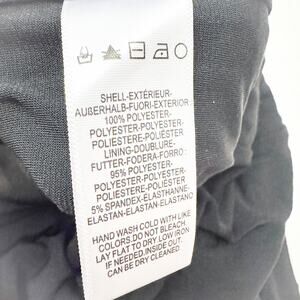 SHELL-EXTÉRIEUR-
AUßERHALB-FUORI-EXTERIOR
100% POLYESTER-
POLYESTER-POLYESTER-
POLIESTERE-POLIÉSTER
LINING-DOUBLURE-
FUTTER-FODERA-FORRO:
95% POLYESTER-
POLYESTER-POLYESTER-
POLIESTERE-POLIÉSTER
5% SPANDEX-ELASTHANNE-
ELASTAN-ELASTAN-ELASTANO
HAND WASH COLD WITH LIKE
COLORS.DO NOT BLEACH.
LAY FLAT TO DRY LOW IRON
IF NEEDED.INSIDE OUT.
CAN BE DRY CLEANED